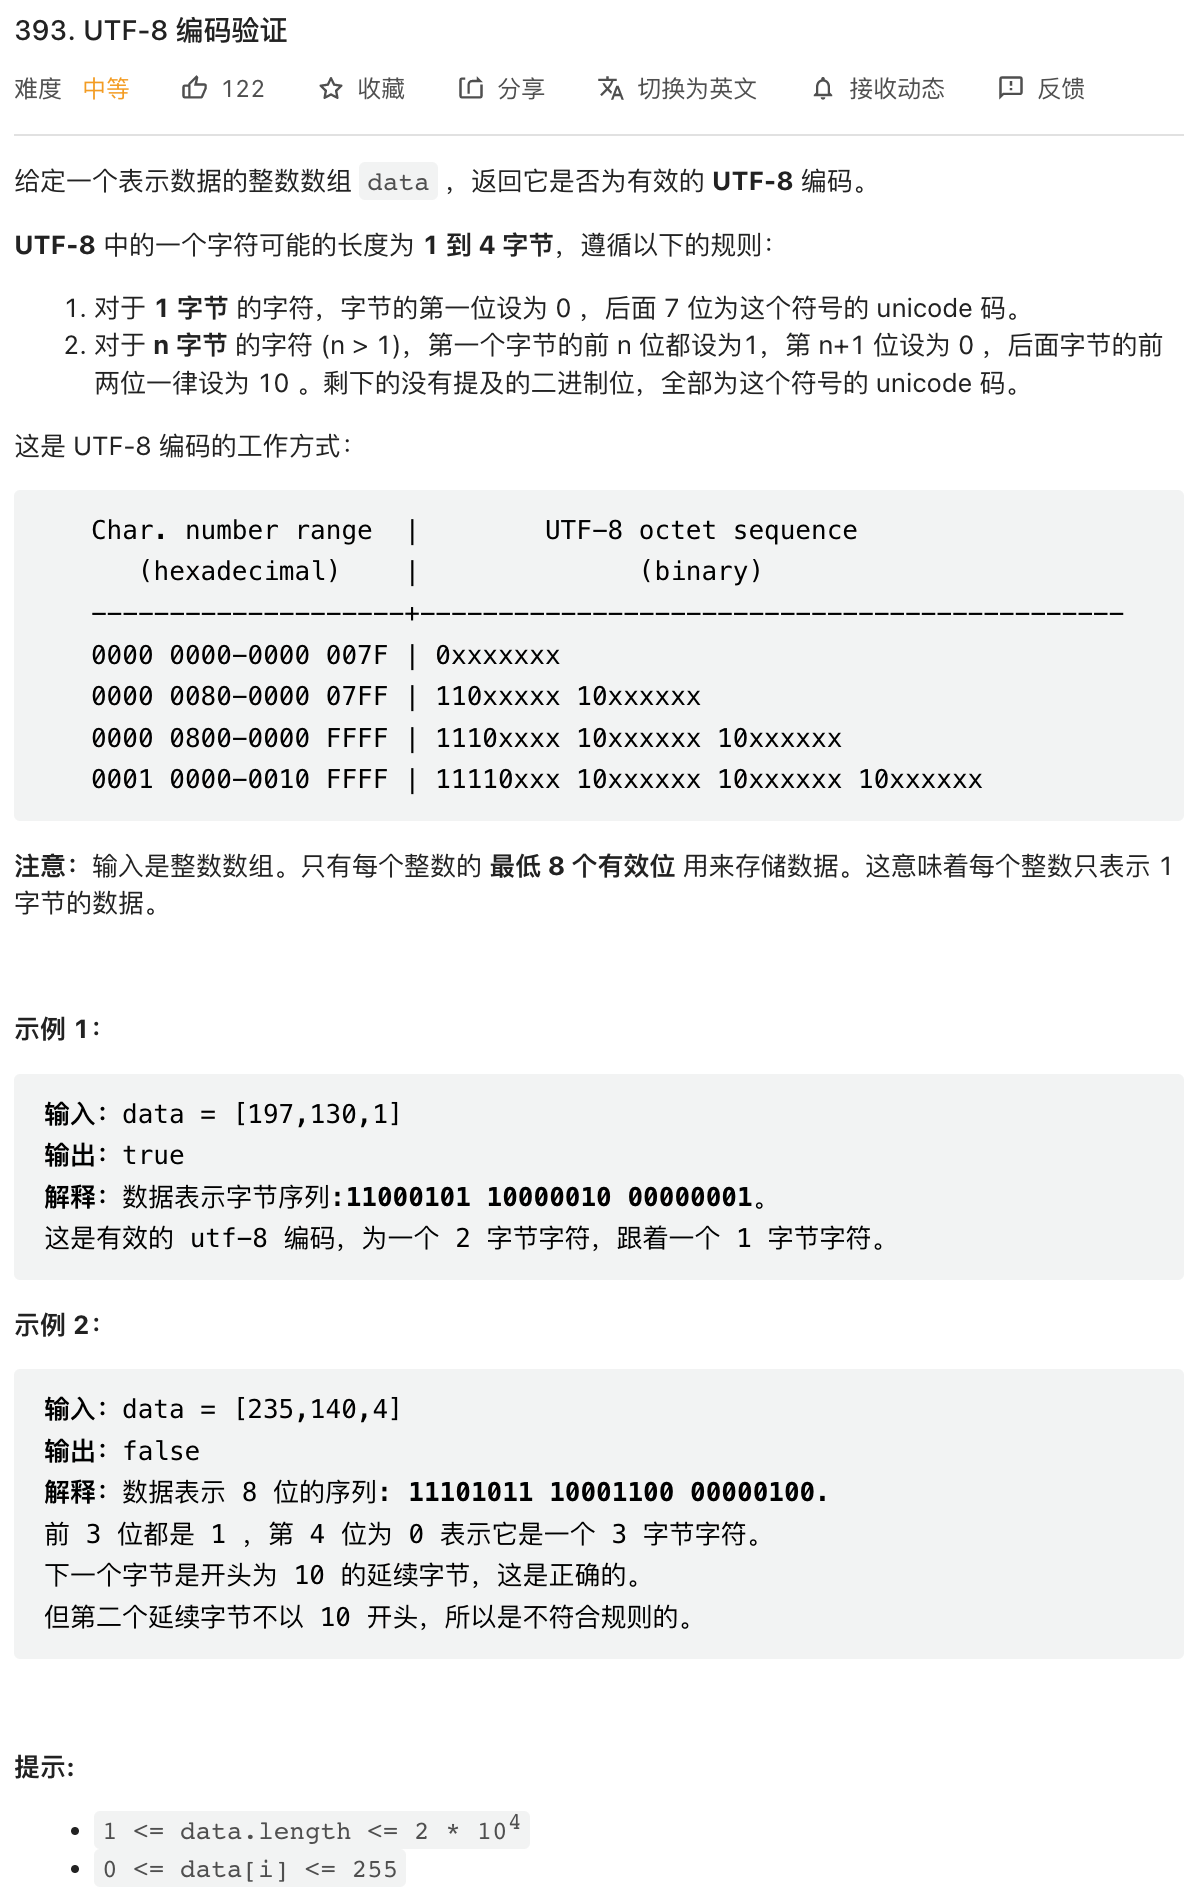 393. UTF-8 编码验证
难度 中等 122 收藏 分享 切换为英文 接收动态 反馈
给定一个表示数据的整数数组 data ，返回它是否为有效的 UTF-8 编码。
UTF-8 中的一个字符可能的长度为 1 到 4 字节，遵循以下的规则：
1. 对于 1 字节 的字符，字节的第一位设为 0 ，后面 7 位为这个符号的 unicode 码。
2. 对于 n 字节 的字符 (n > 1)，第一个字节的前 n 位都设为1，第 n+1 位设为 0 ，后面字节的前
两位一律设为 10 。剩下的没有提及的二进制位，全部为这个符号的 unicode 码。
这是 UTF-8 编码的工作方式：
Char. number range  |        UTF-8 octet sequence
   (hexadecimal)    |              (binary)
--------------------+---------------------------------------------
0000 0000-0000 007F | 0xxxxxxx
0000 0080-0000 07FF | 110xxxxx 10xxxxxx
0000 0800-0000 FFFF | 1110xxxx 10xxxxxx 10xxxxxx
0001 0000-0010 FFFF | 11110xxx 10xxxxxx 10xxxxxx 10xxxxxx
注意：输入是整数数组。只有每个整数的 最低 8 个有效位 用来存储数据。这意味着每个整数只表示 1
字节的数据。
示例 1：
输入：data = [197,130,1]
输出：true
解释：数据表示字节序列:11000101 10000010 00000001。
这是有效的 utf-8 编码，为一个 2 字节字符，跟着一个 1 字节字符。
示例 2：
输入：data = [235,140,4]
输出：false
解释：数据表示 8 位的序列: 11101011 10001100 00000100.
前 3 位都是 1 ，第 4 位为 0 表示它是一个 3 字节字符。
下一个字节是开头为 10 的延续字节，这是正确的。
但第二个延续字节不以 10 开头，所以是不符合规则的。
提示:
• 1 <= data.length <= 2 * 10⁴
• 0 <= data[i] <= 255